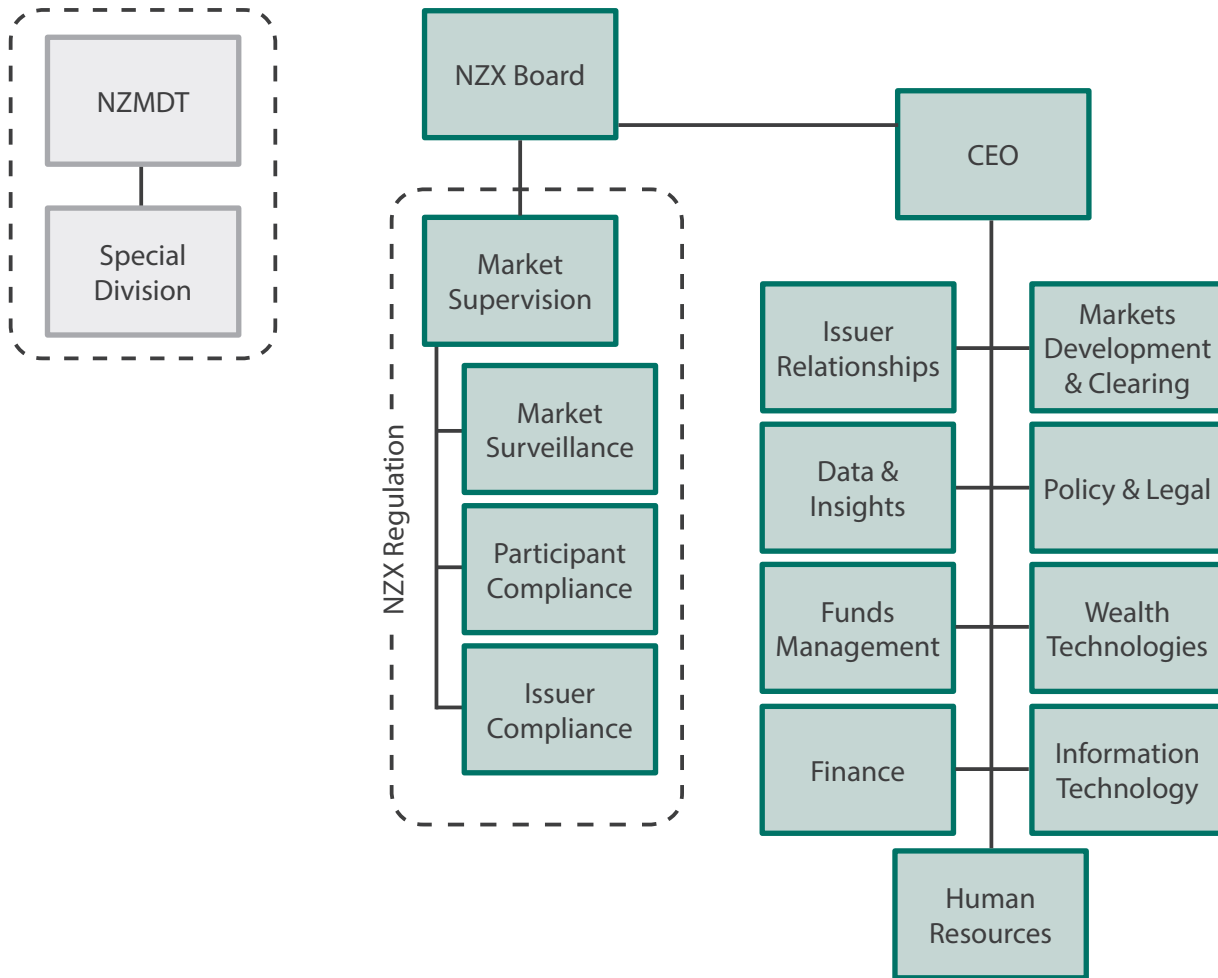 NZMDT
Special
Division
NZX Board
CEO
NZX Regulation
Market
Supervision
Market
Surveillance
Participant
Compliance
Issuer
Compliance
Issuer
Relationships
Markets
Development
& Clearing
Data &
Insights
Policy & Legal
Funds
Management
Wealth
Technologies
Finance
Information
Technology
Human
Resources